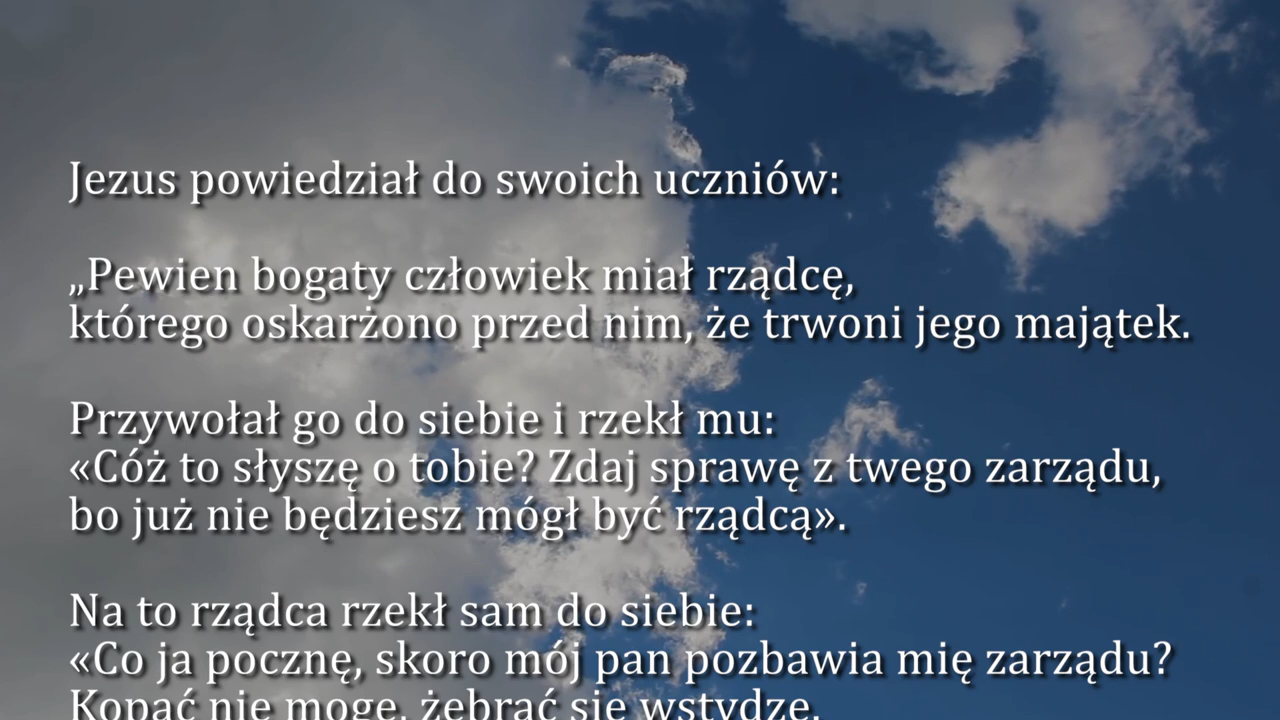 Jezus powiedział do swoich uczniów:
„Pewien bogaty człowiek miał rządcę,
którego oskarżono przed nim, że trwoni jego majątek.
Przywołał go do siebie i rzekł mu:
«Cóż to słyszę o tobie? Zdaj sprawę z twego zarządu,
bo już nie będziesz mógł być rządcą».
Na to rządca rzekł sam do siebie:
«Co ja pocznę, skoro mój pan pozbawia mię zarządu?
Kopać nie mogę, żebrać się wstydzę.